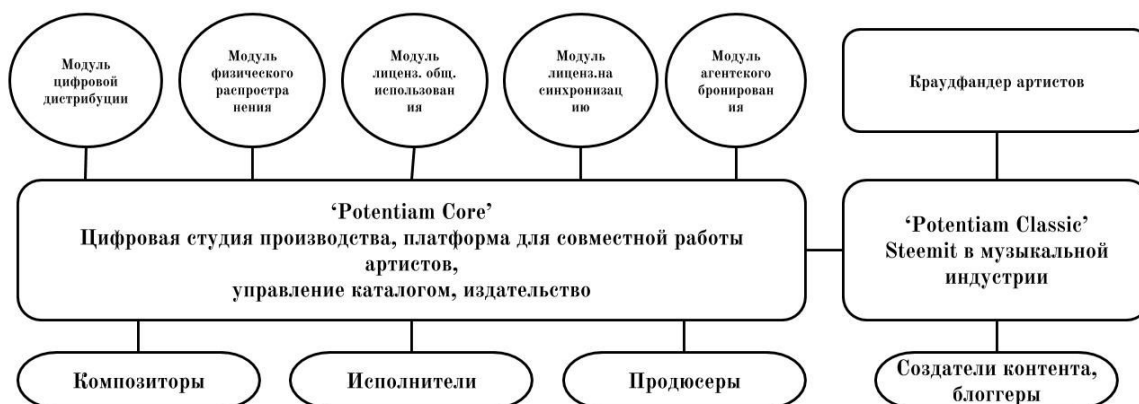 Модуль
цифровой
дистрибуции
Модуль
физического
распростра
нения
Модуль
лиценз. общ.
использован
ия
Модуль
лиценз.на
синхронизац
ию
Модуль
агентского
бронирован
ия
Краудфандер артистов
‘Potentiam Core’
Цифровая студия производства, платформа для совместной работы
артистов,
управление каталогом, издательство
‘Potentiam Classic’
Steemit в музыкальной
индустрии
Композиторы
Исполнители
Продюсеры
Создатели контента,
блоггеры